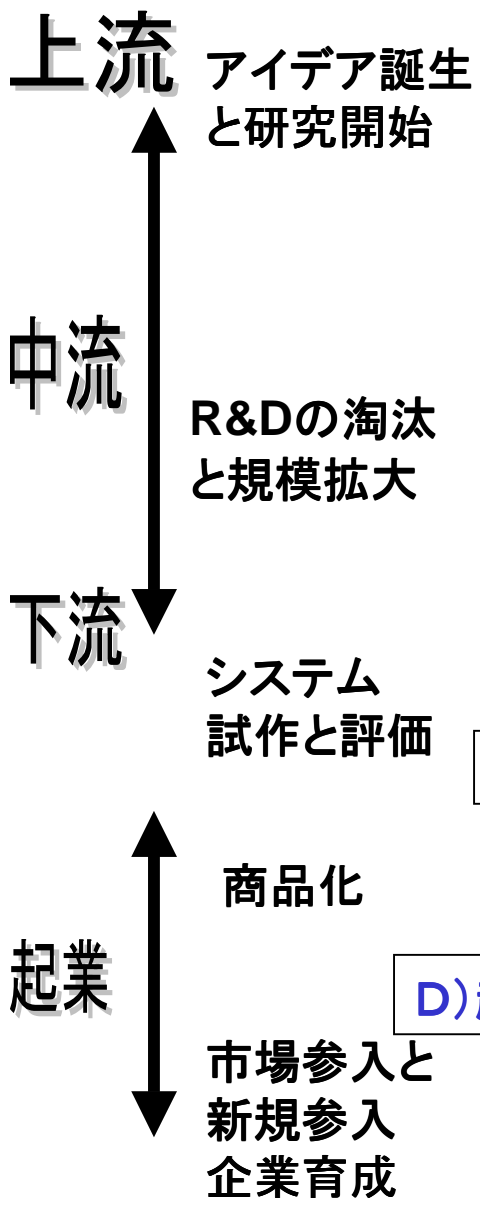 上流
アイデア誕生
と研究開始
中流
R&Dの淘汰
と規模拡大
下流
システム
試作と評価
商品化
起業
D）
市場参入と
新規参入
企業育成